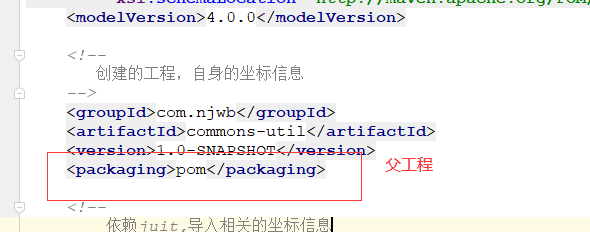 xsi:schemaLocation="http://maven.apache.org/POM/
<modelVersion>4.0.0</modelVersion>
<!--
创建的工程，自身的坐标信息
-->
<groupId>com.njwb</groupId>
<artifactId>commons-util</artifactId>
<version>1.0-SNAPSHOT</version>
<packaging>pom</packaging>
父工程
<!--
依赖juit,导入相关的坐标信息